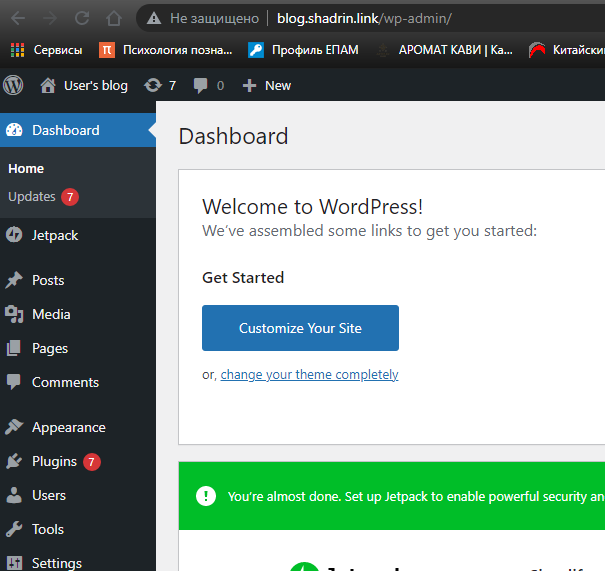 Не защищено blog.shadrin.link/wp-admin/
Сервисы Психология позна... Профиль ЕПАМ АРОМАТ КАВИ | Ка... Китайски
User's blog 7 0 New
Dashboard
Home
Updates 7
Jetpack
Posts
Media
Pages
Comments
Appearance
Plugins 7
Users
Tools
Settings
Dashboard
Welcome to WordPress!
We've assembled some links to get you started:
Get Started
Customize Your Site
or, change your theme completely
You're almost done. Set up Jetpack to enable powerful security an